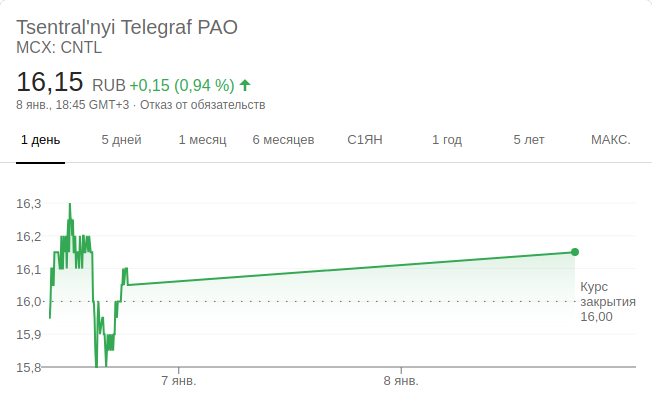 Tsentral'nyi Telegraf PAO
MCX: CNTL
16,15 RUB +0,15 (0,94 %)
8 янв., 18:45 GMT+3 · Отказ от обязательств
1 день 5 дней 1 месяц 6 месяцев С1ЯН 1 год 5 лет МАКС.
16,3
16,2
16,1
16,0
15,9
15,8
Курс
закрытия
16,00
7 янв. 8 янв.